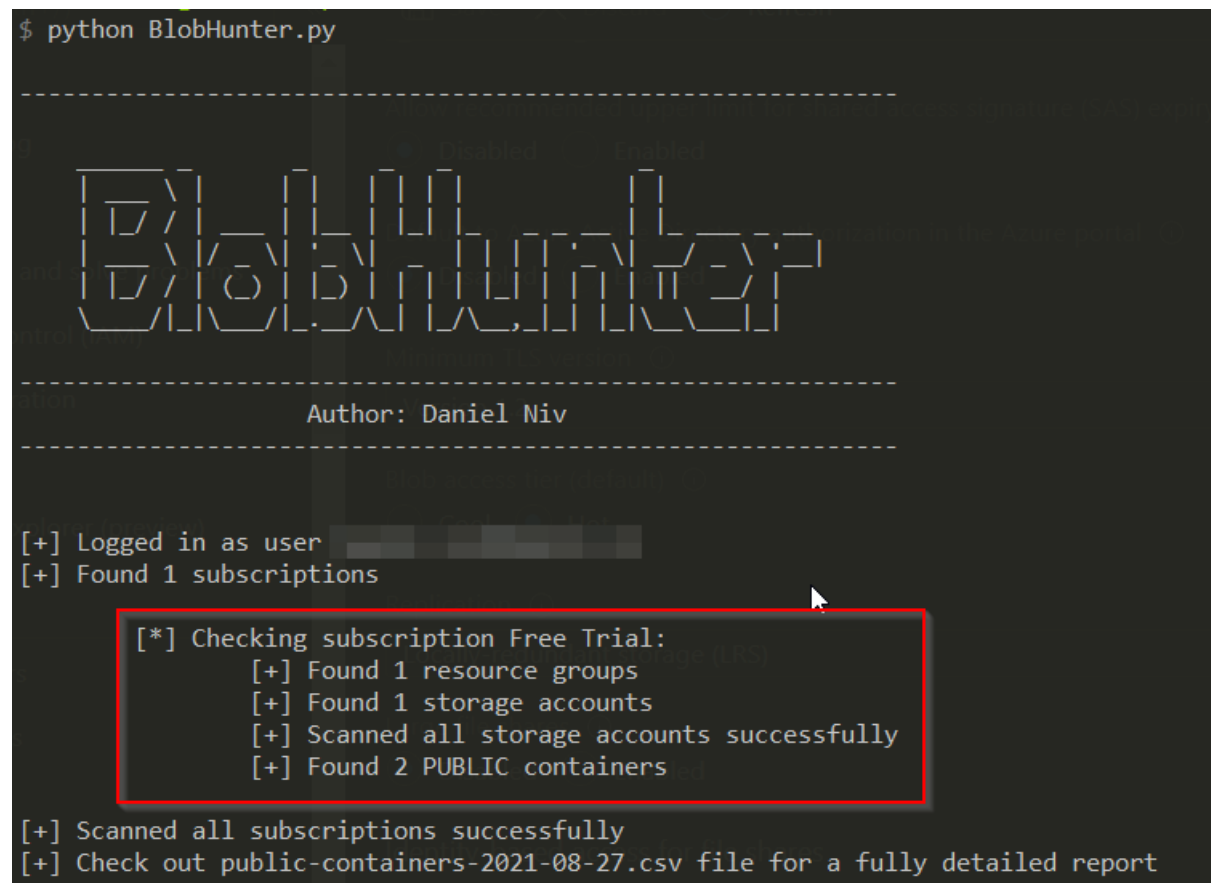 $ python BlobHunter.py
-------------------------------------------------------------
BlobHunter
-------------------------------------------------------------
Author: Daniel Niv
-------------------------------------------------------------
[+] Logged in as user
[+] Found 1 subscriptions
[*] Checking subscription Free Trial:
[+] Found 1 resource groups
[+] Found 1 storage accounts
[+] Scanned all storage accounts successfully
[+] Found 2 PUBLIC containers
[+] Scanned all subscriptions successfully
[+] Check out public-containers-2021-08-27.csv file for a fully detailed report